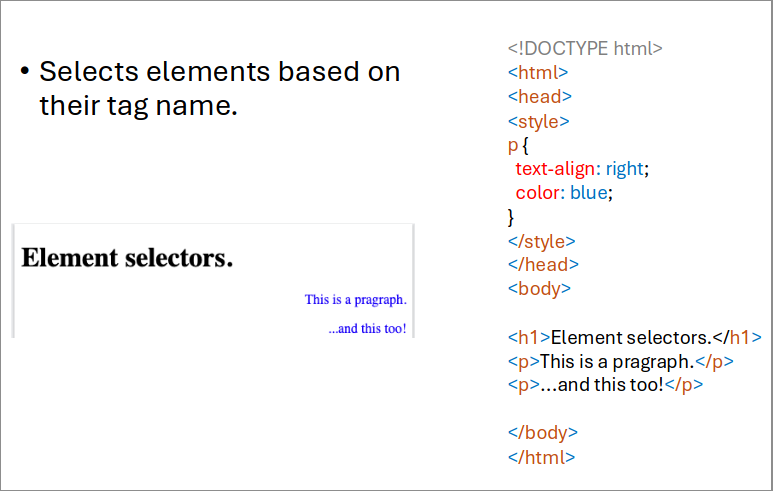 • Selects elements based on
their tag name.
Element selectors.
This is a pragraph.
...and this too!
<!DOCTYPE html>
<html>
<head>
<style>
p {
  text-align: right;
  color: blue;
}
</style>
</head>
<body>
<h1>Element selectors.</h1>
<p>This is a pragraph.</p>
<p>...and this too!</p>
</body>
</html>